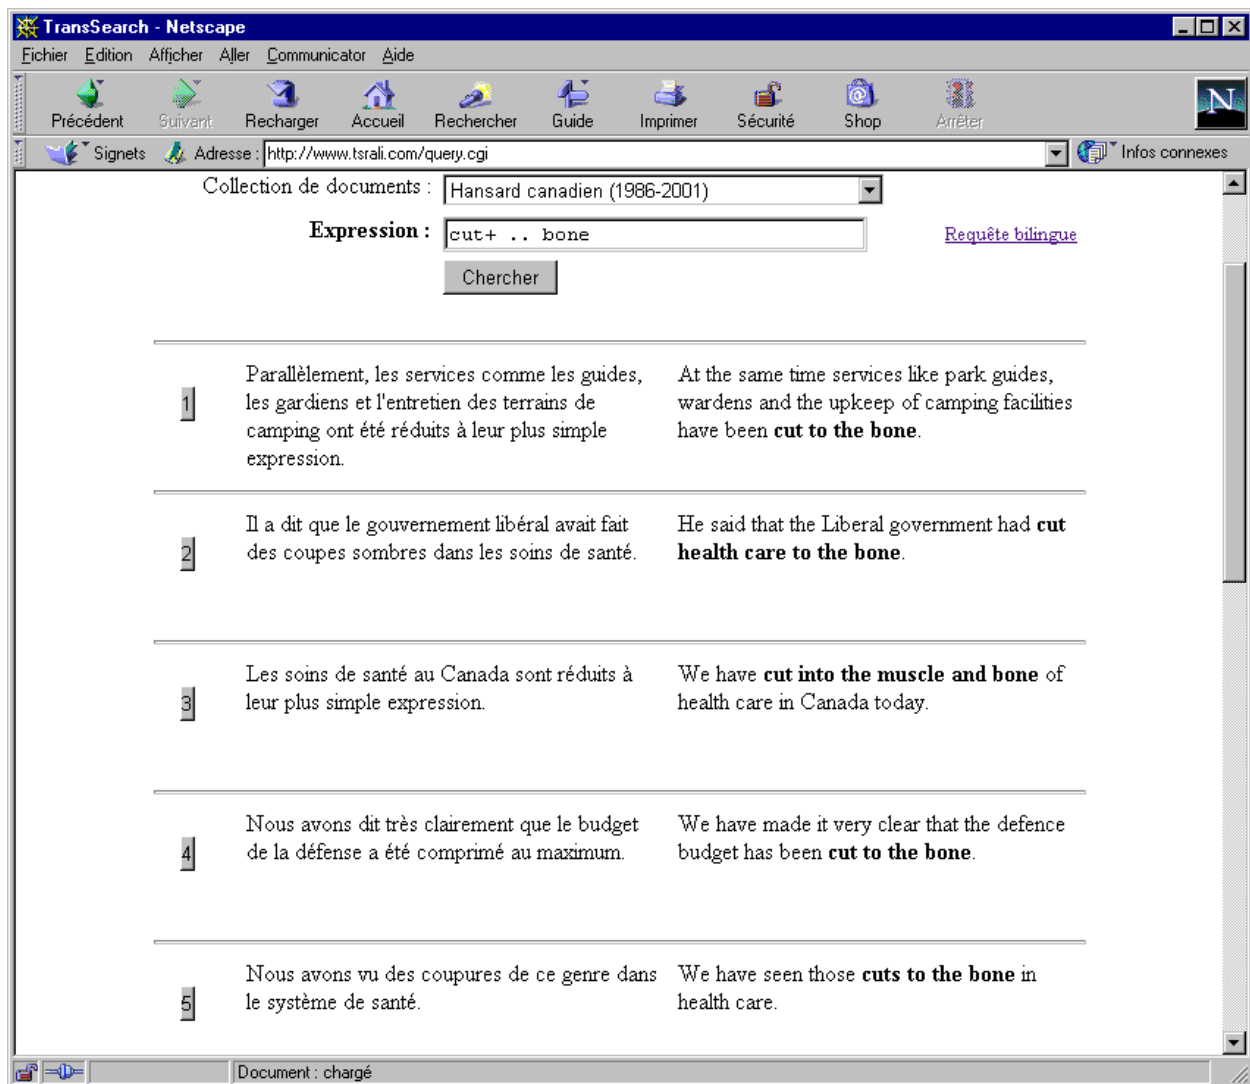 TransSearch - Netscape
Fichier Edition Afficher Aller Communicator Aide
Précédent Suivant Recharger Accueil Rechercher Guide Imprimer Sécurité Shop Arrêter
N
Signets Adresse : http://www.tsrali.com/query.cgi Infos connexes
Collection de documents : Hansard canadien (1986-2001)
Expression : cut+ .. bone Requête bilingue
Chercher
1
Parallèlement, les services comme les guides,
les gardiens et l'entretien des terrains de
camping ont été réduits à leur plus simple
expression.
At the same time services like park guides,
wardens and the upkeep of camping facilities
have been cut to the bone.
2
Il a dit que le gouvernement libéral avait fait
des coupes sombres dans les soins de santé.
He said that the Liberal government had cut
health care to the bone.
3
Les soins de santé au Canada sont réduits à
leur plus simple expression.
We have cut into the muscle and bone of
health care in Canada today.
4
Nous avons dit très clairement que le budget
de la défense a été comprimé au maximum.
We have made it very clear that the defence
budget has been cut to the bone.
5
Nous avons vu des coupures de ce genre dans
le système de santé.
We have seen those cuts to the bone in
health care.
Document : chargé